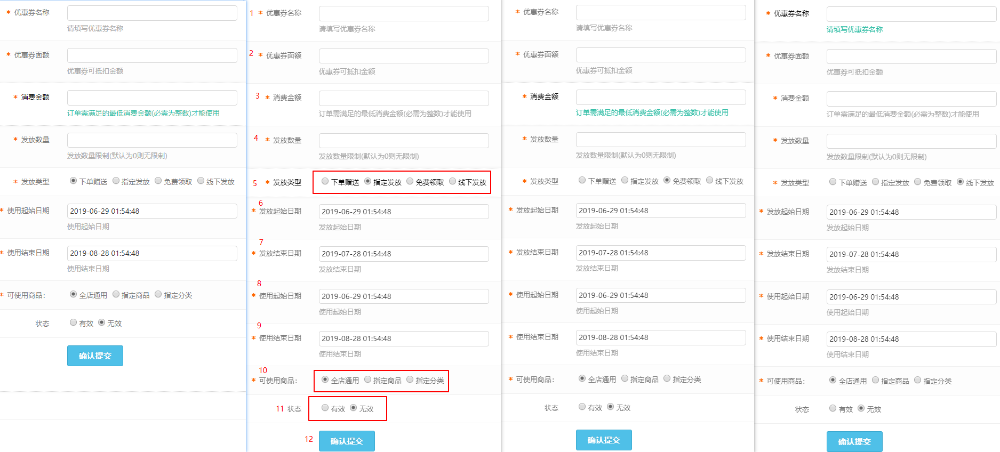 * 优惠券名称
请填写优惠券名称
* 优惠券面额
优惠券可抵扣金额
* 消费金额
订单需满足的最低消费金额(必需为整数)才能使用
* 发放数量
发放数量限制(默认为0则无限制)
* 发放类型 下单赠送 指定发放 免费领取 线下发放
* 使用起始日期 2019-06-29 01:54:48
使用起始日期
* 使用结束日期 2019-08-28 01:54:48
使用结束日期
* 可使用商品: 全店通用 指定商品 指定分类
状态 有效 无效
确认提交
1 * 优惠券名称
请填写优惠券名称
2 * 优惠券面额
优惠券可抵扣金额
3 * 消费金额
订单需满足的最低消费金额(必需为整数)才能使用
4 * 发放数量
发放数量限制(默认为0则无限制)
5 * 发放类型 下单赠送 指定发放 免费领取 线下发放
6
* 发放起始日期 2019-06-29 01:54:48
发放起始日期
7
* 发放结束日期 2019-07-28 01:54:48
发放结束日期
8
* 使用起始日期 2019-06-29 01:54:48
使用起始日期
9
* 使用结束日期 2019-08-28 01:54:48
使用结束日期
10
* 可使用商品: 全店通用 指定商品 指定分类
11 状态 有效 无效
12 确认提交
* 优惠券名称
请填写优惠券名称
* 优惠券面额
优惠券可抵扣金额
* 消费金额
订单需满足的最低消费金额(必需为整数)才能使用
* 发放数量
发放数量限制(默认为0则无限制)
* 发放类型 下单赠送 指定发放 免费领取 线下发放
* 发放起始日期 2019-06-29 01:54:48
发放起始日期
* 发放结束日期 2019-07-28 01:54:48
发放结束日期
* 使用起始日期 2019-06-29 01:54:48
使用起始日期
* 使用结束日期 2019-08-28 01:54:48
使用结束日期
* 可使用商品: 全店通用 指定商品 指定分类
状态 有效 无效
确认提交
* 优惠券名称
请填写优惠券名称
* 优惠券面额
优惠券可抵扣金额
* 消费金额
订单需满足的最低消费金额(必需为整数)才能使用
* 发放数量
发放数量限制(默认为0则无限制)
* 发放类型 下单赠送 指定发放 免费领取 线下发放
* 发放起始日期 2019-06-29 01:54:48
发放起始日期
* 发放结束日期 2019-07-28 01:54:48
发放结束日期
* 使用起始日期 2019-06-29 01:54:48
使用起始日期
* 使用结束日期 2019-08-28 01:54:48
使用结束日期
* 可使用商品: 全店通用 指定商品 指定分类
状态 有效 无效
确认提交